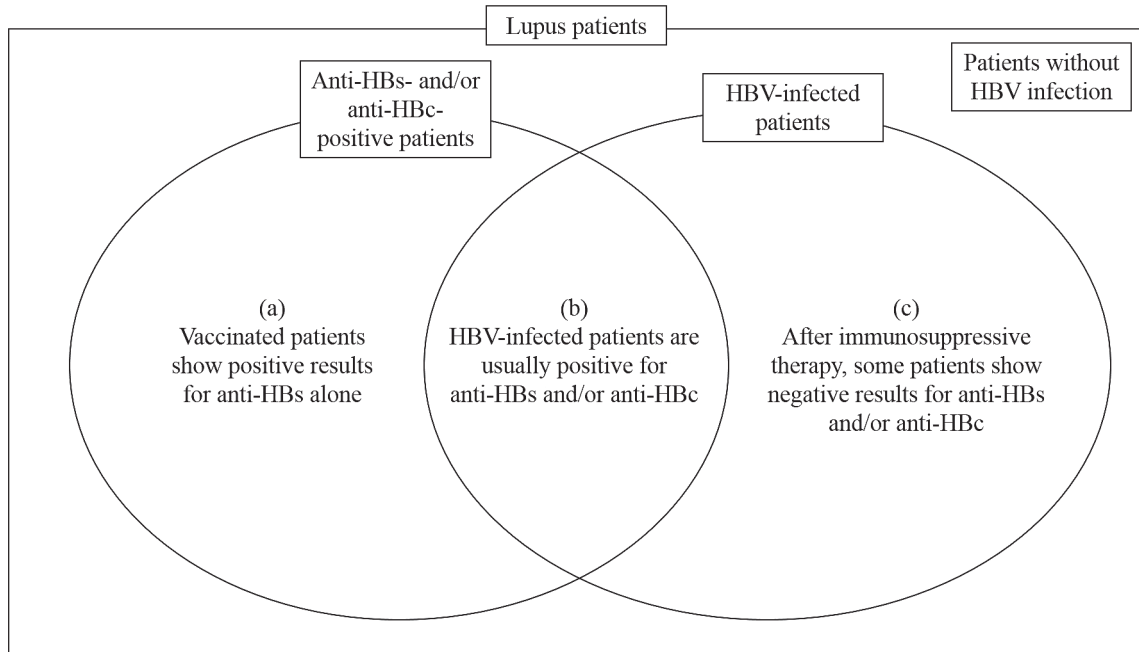 Lupus patients
Patients without
HBV infection
Anti-HBs- and/or
anti-HBc-
positive patients
HBV-infected
patients
(a)
Vaccinated patients
show positive results
for anti-HBs alone
(b)
HBV-infected patients are
usually positive for
anti-HBs and/or anti-HBc
(c)
After immunosuppressive
therapy, some patients show
negative results for anti-HBs
and/or anti-HBc